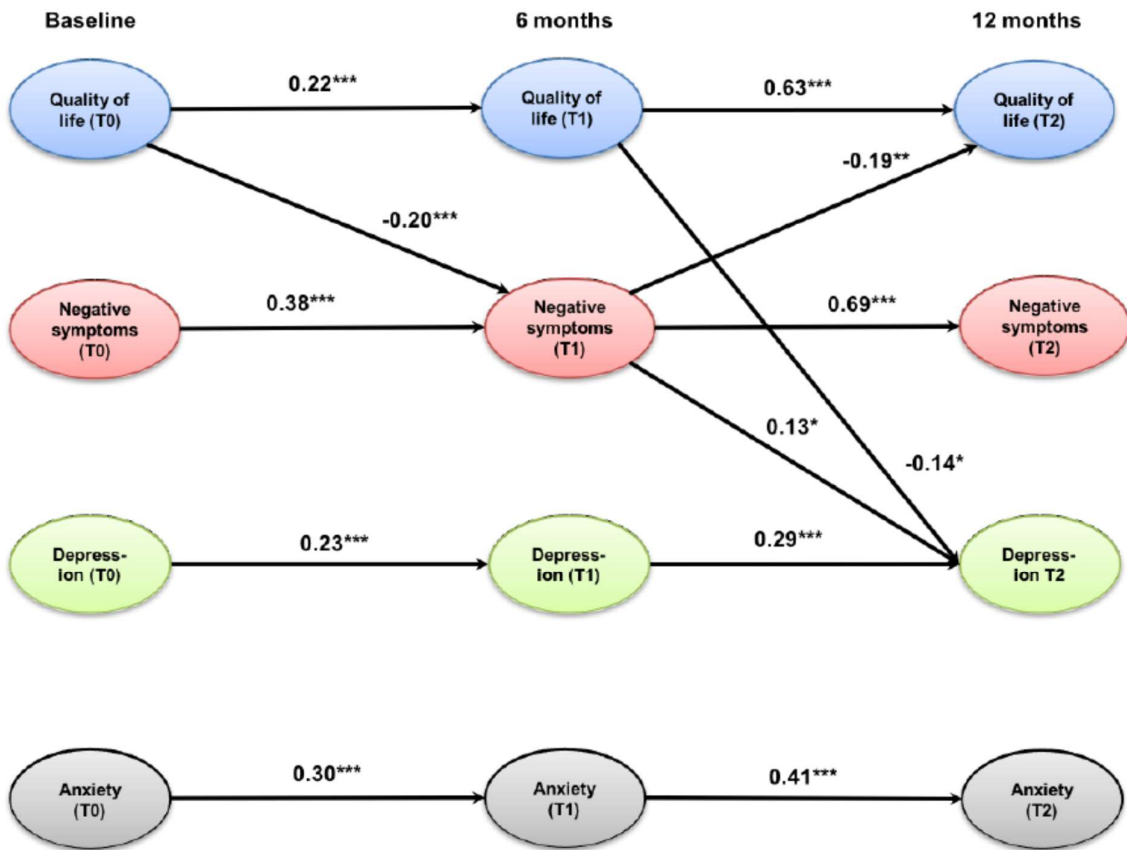 Baseline
6 months
12 months
Quality of
life (T0)
0.22***
Quality of
life (T1)
0.63***
Quality of
life (T2)
-0.19**
-0.20***
Negative
symptoms
(T0)
0.38***
Negative
symptoms
(T1)
0.69***
Negative
symptoms
(T2)
0.13*
-0.14*
Depress-
ion (T0)
0.23***
Depress-
ion (T1)
0.29***
Depress-
ion T2
Anxiety
(T0)
0.30***
Anxiety
(T1)
0.41***
Anxiety
(T2)